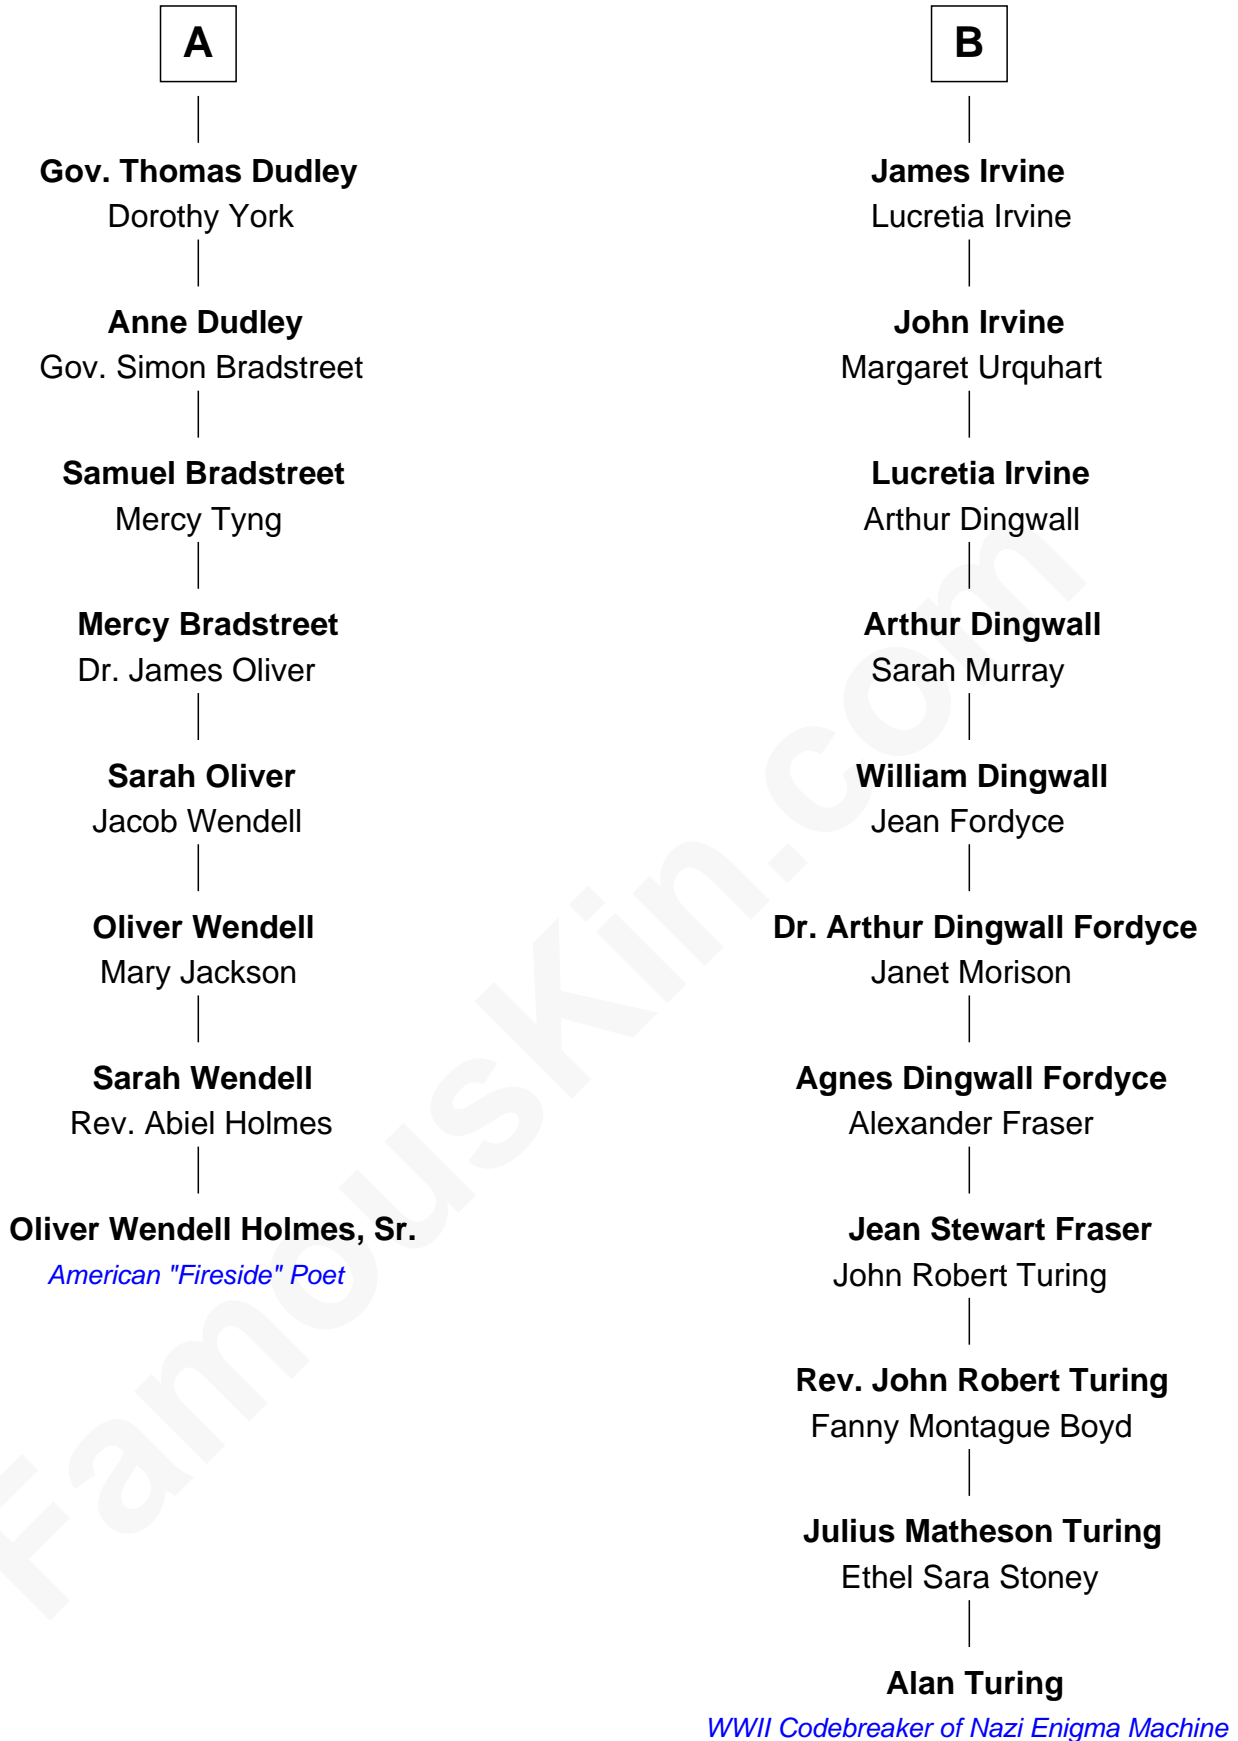 A
Gov. Thomas Dudley
Dorothy York
Anne Dudley
Gov. Simon Bradstreet
Samuel Bradstreet
Mercy Tyng
Mercy Bradstreet
Dr. James Oliver
Sarah Oliver
Jacob Wendell
Oliver Wendell
Mary Jackson
Sarah Wendell
Rev. Abiel Holmes
Oliver Wendell Holmes, Sr.
American "Fireside" Poet
B
James Irvine
Lucretia Irvine
John Irvine
Margaret Urquhart
Lucretia Irvine
Arthur Dingwall
Arthur Dingwall
Sarah Murray
William Dingwall
Jean Fordyce
Dr. Arthur Dingwall Fordyce
Janet Morison
Agnes Dingwall Fordyce
Alexander Fraser
Jean Stewart Fraser
John Robert Turing
Rev. John Robert Turing
Fanny Montague Boyd
Julius Matheson Turing
Ethel Sara Stoney
Alan Turing
WWII Codebreaker of Nazi Enigma Machine
FamousKin.com